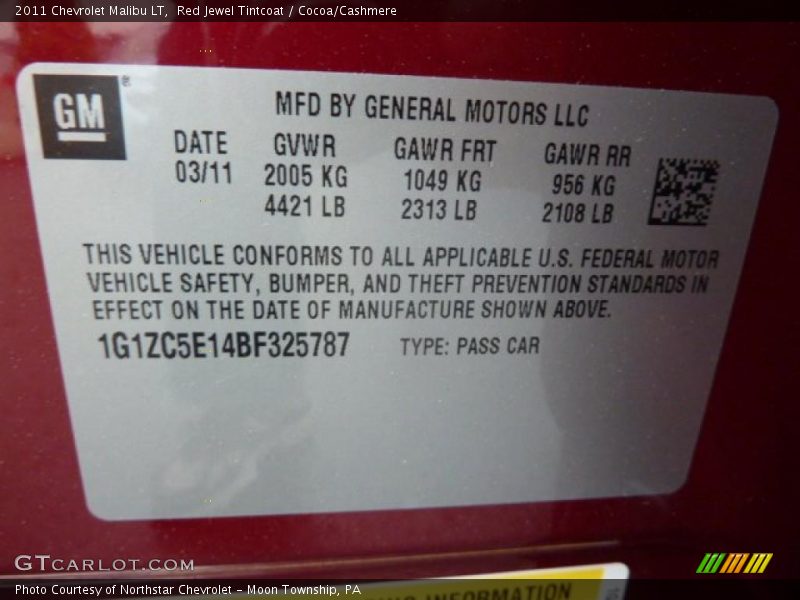 2011 Chevrolet Malibu LT, Red Jewel Tintcoat / Cocoa/Cashmere
GM
®
MFD BY GENERAL MOTORS LLC
DATE GVWR GAWR FRT GAWR RR
03/11 2005 KG 1049 KG 956 KG
4421 LB 2313 LB 2108 LB
THIS VEHICLE CONFORMS TO ALL APPLICABLE U.S. FEDERAL MOTOR
VEHICLE SAFETY, BUMPER, AND THEFT PREVENTION STANDARDS IN
EFFECT ON THE DATE OF MANUFACTURE SHOWN ABOVE.
1G1ZC5E14BF325787 TYPE: PASS CAR
INFORMATION
GTCARLOT.COM
Photo Courtesy of Northstar Chevrolet – Moon Township, PA